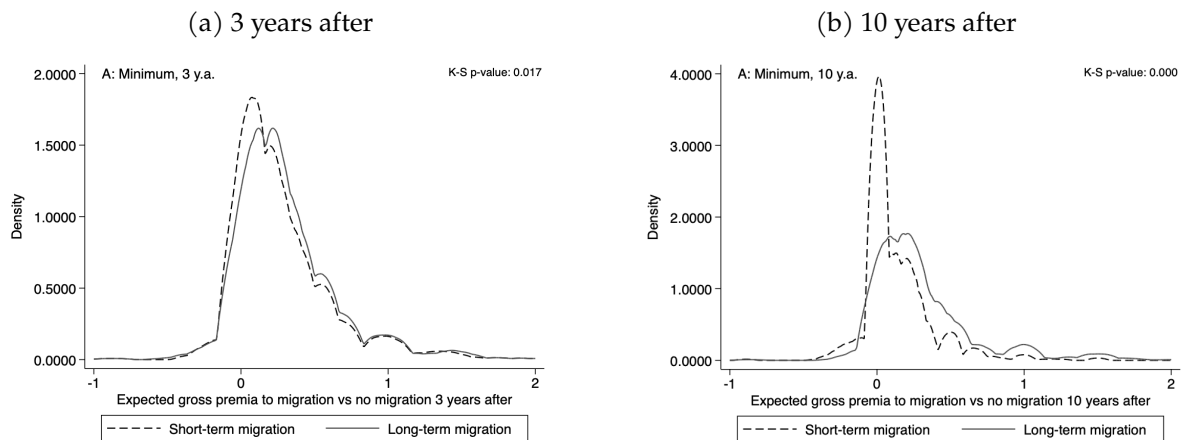 (a) 3 years after
A: Minimum, 3 y.a.
K-S p-value: 0.017
2.0000
1.5000
1.0000
0.5000
0.0000
Density
-1
0
1
2
Expected gross premia to migration vs no migration 3 years after
Short-term migration
Long-term migration
(b) 10 years after
A: Minimum, 10 y.a.
K-S p-value: 0.000
4.0000
3.0000
2.0000
1.0000
0.0000
Density
-1
0
1
2
Expected gross premia to migration vs no migration 10 years after
Short-term migration
Long-term migration